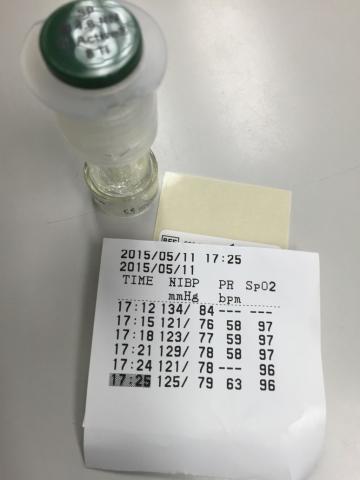 2015/05/11 17:25
2015/05/11
TIME NIBP PR SpO2
mmHg bpm
17:12 134/ 84 --- ---
17:15 121/ 76 58 97
17:18 123/ 77 59 97
17:21 129/ 78 58 97
17:24 121/ 78 --- 96
17:25 125/ 79 63 96